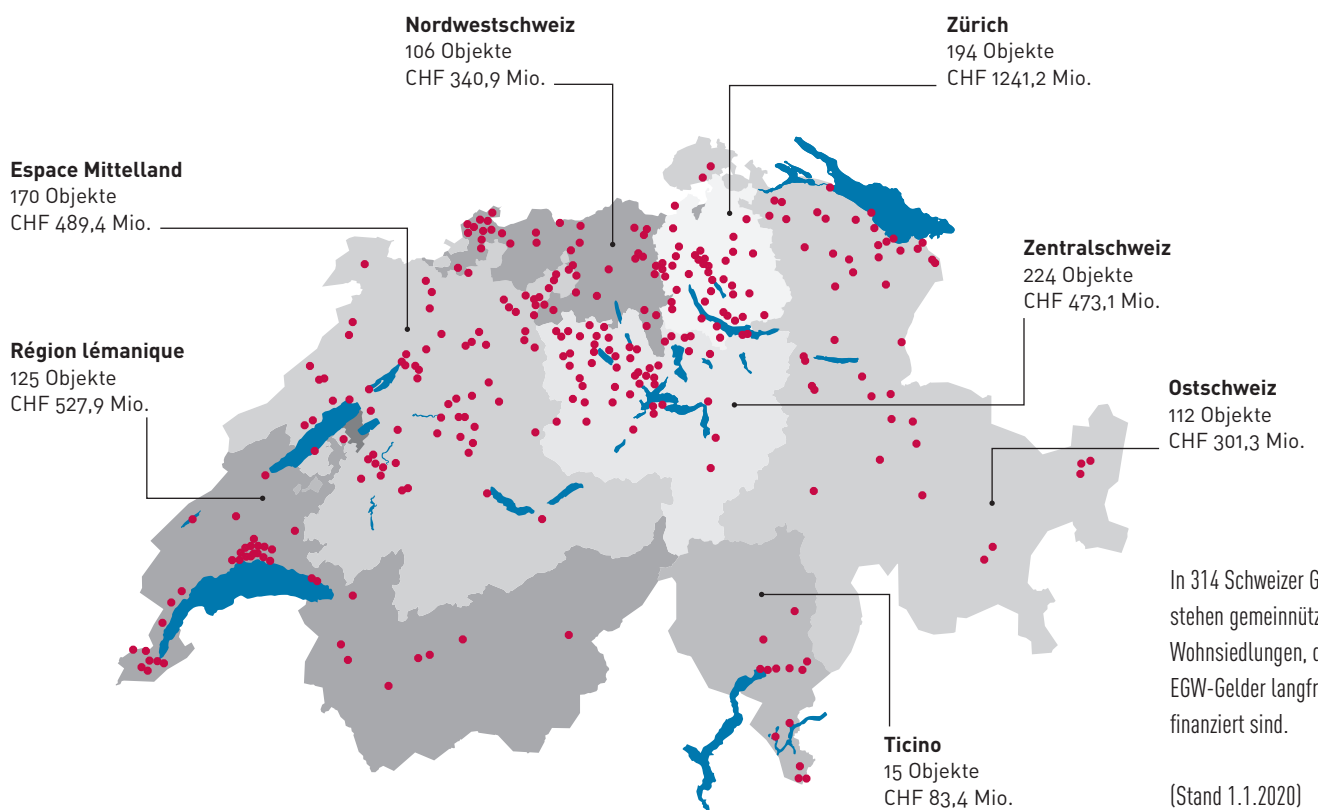 Nordwestschweiz
106 Objekte
CHF 340,9 Mio.
Zürich
194 Objekte
CHF 1241,2 Mio.
Espace Mittelland
170 Objekte
CHF 489,4 Mio.
Zentralschweiz
224 Objekte
CHF 473,1 Mio.
Région lémanique
125 Objekte
CHF 527,9 Mio.
Ostschweiz
112 Objekte
CHF 301,3 Mio.
Ticino
15 Objekte
CHF 83,4 Mio.
In 314 Schweizer G
stehen gemeinnütz
Wohnsiedlungen, 
EGW-Gelder langfr
finanziert sind.
(Stand 1.1.2020)